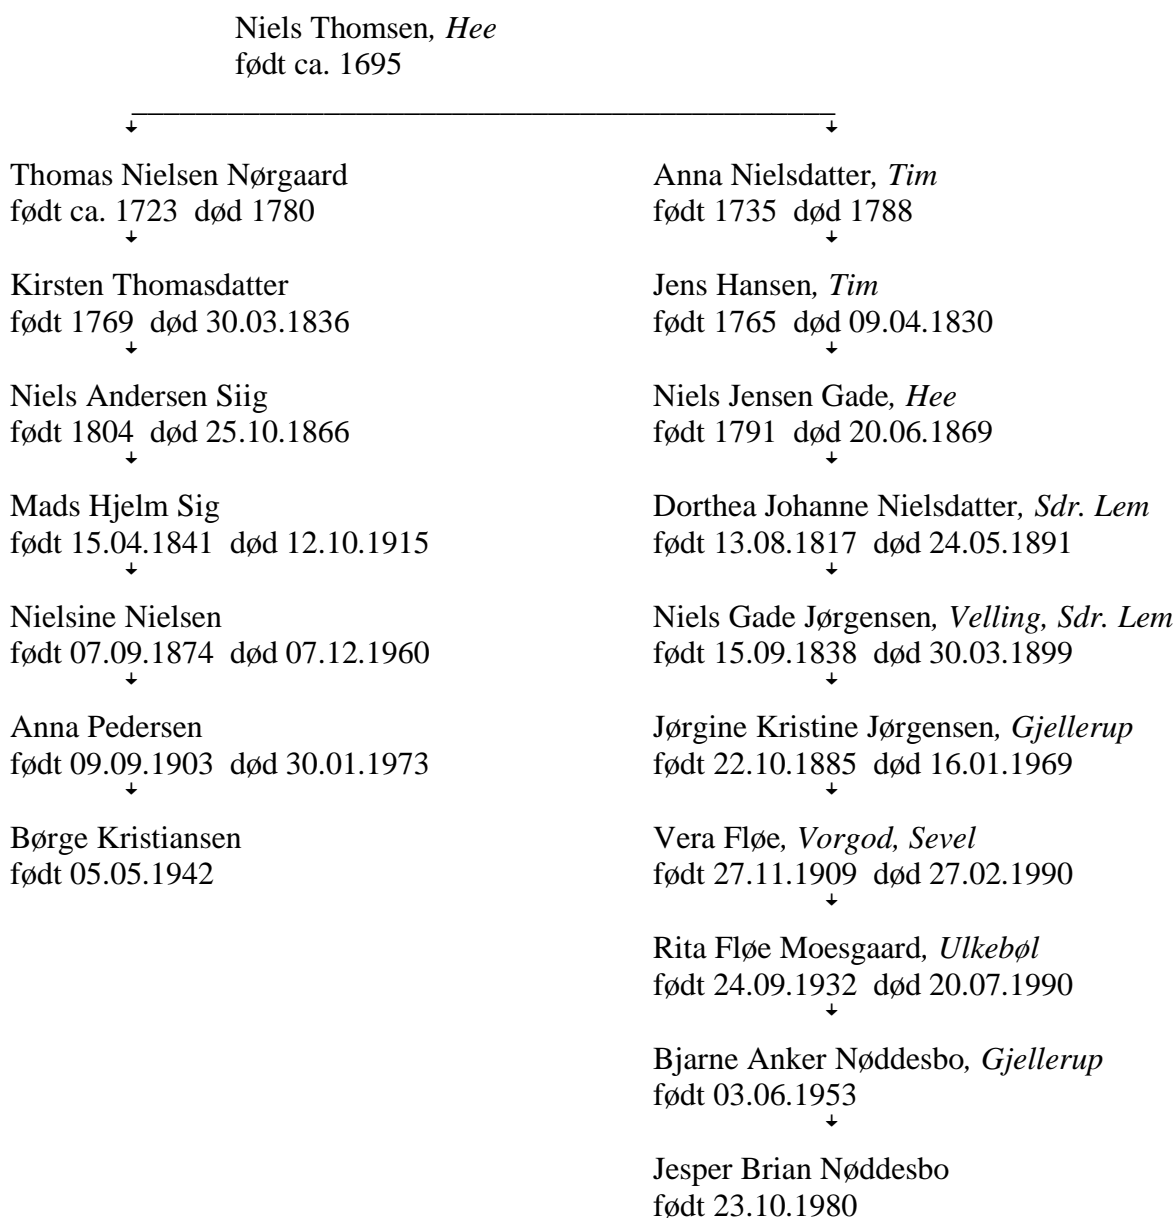 Niels Thomsen, Hee
født ca. 1695
Thomas Nielsen Nørgaard
født ca. 1723 død 1780
Kirsten Thomasdatter
født 1769 død 30.03.1836
Niels Andersen Siig
født 1804 død 25.10.1866
Mads Hjelm Sig
født 15.04.1841 død 12.10.1915
Nielsine Nielsen
født 07.09.1874 død 07.12.1960
Anna Pedersen
født 09.09.1903 død 30.01.1973
Børge Kristiansen
født 05.05.1942
Anna Nielsdatter, Tim
født 1735 død 1788
Jens Hansen, Tim
født 1765 død 09.04.1830
Niels Jensen Gade, Hee
født 1791 død 20.06.1869
Dorthea Johanne Nielsdatter, Sdr. Lem
født 13.08.1817 død 24.05.1891
Niels Gade Jørgensen, Velling, Sdr. Lem
født 15.09.1838 død 30.03.1899
Jørgine Kristine Jørgensen, Gjellerup
født 22.10.1885 død 16.01.1969
Vera Fløe, Vorgod, Sevel
født 27.11.1909 død 27.02.1990
Rita Fløe Moesgaard, Ulkebøl
født 24.09.1932 død 20.07.1990
Bjarne Anker Nøddesbo, Gjellerup
født 03.06.1953
Jesper Brian Nøddesbo
født 23.10.1980